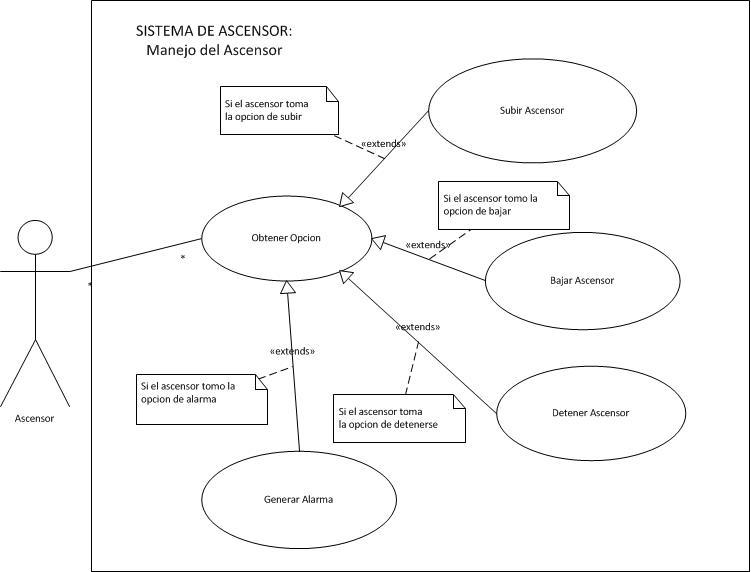 SISTEMA DE ASCENSOR:
Manejo del Ascensor
Si el ascensor toma
la opcion de subir
Subir Ascensor
«extends»
Si el ascensor tomo la
opcion de bajar
Obtener Opcion
«extends»
*
*
Bajar Ascensor
«extends»
«extends»
Si el ascensor tomo la
opcion de alarma
Si el ascensor toma
la opcion de detenerse
Detener Ascensor
Ascensor
Generar Alarma